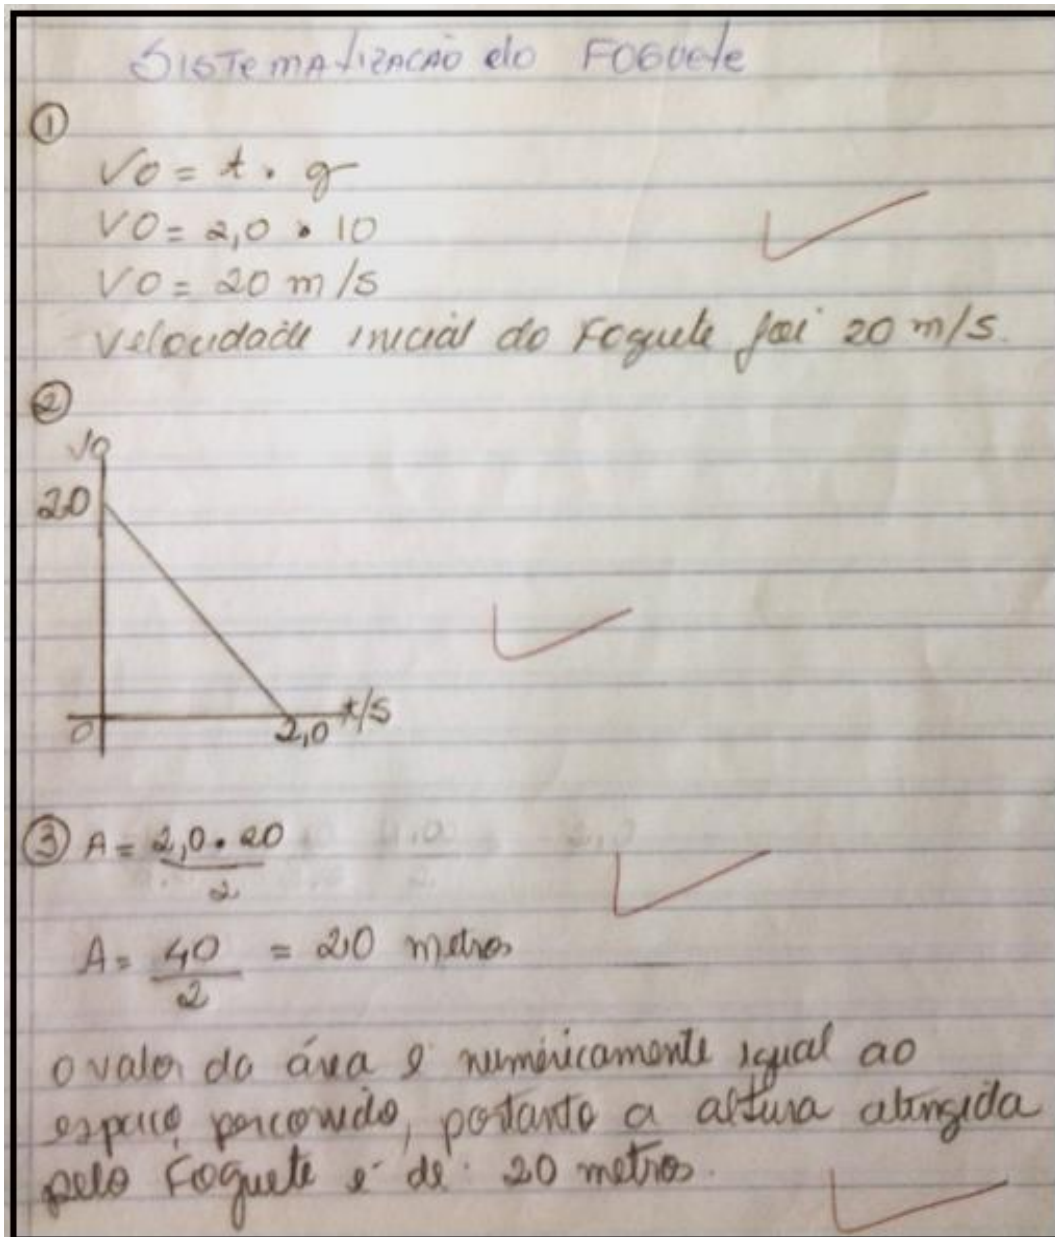 SISTEMATIZAÇÃO do FOGUETE
①
Vo = t . g
VO = 2,0 . 10
VO = 20 m/s
Velocidade inicial do Foguete foi 20 m/s.
②
Vo
20
0
2,0 t/s
③ A = 2,0 . 20
2
A = 40 = 20 metros
2
o valor da área é numéricamente igual ao
espaço percorrido, portanto a altura atingida
pelo Foguete é de: 20 metros.